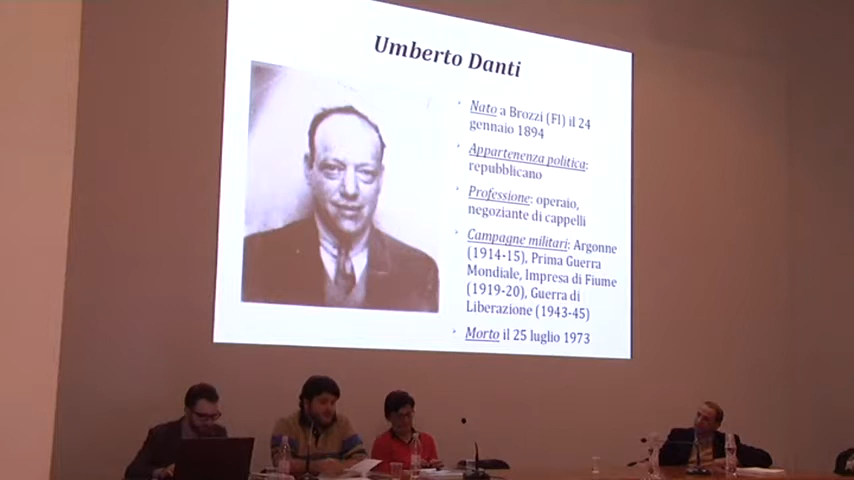 Umberto Danti
· Nato a Brozzi (FI) il 24
gennaio 1894
· Appartenenza politica:
repubblicano
· Professione: operaio,
negoziante di cappelli
· Campagne militari: Argonne
(1914-15), Prima Guerra
Mondiale, Impresa di Fiume
(1919-20), Guerra di
Liberazione (1943-45)
· Morto il 25 luglio 1973